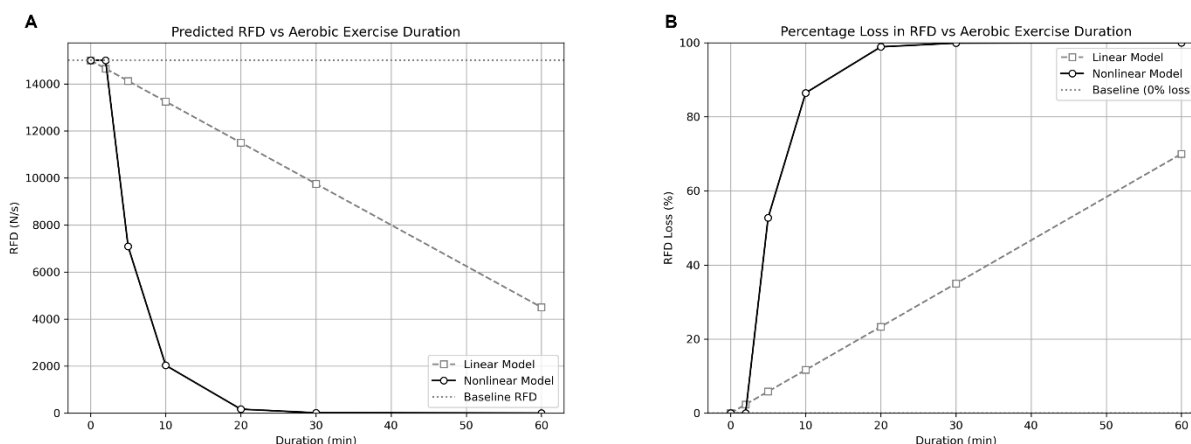 A
Predicted RFD vs Aerobic Exercise Duration
14000
12000
10000
8000
6000
4000
2000
0
RFD (N/s)
0 10 20 30 40 50 60
Duration (min)
Linear Model
Nonlinear Model
Baseline RFD
B
Percentage Loss in RFD vs Aerobic Exercise Duration
100
80
60
40
20
0
RFD Loss (%)
0 10 20 30 40 50 60
Duration (min)
Linear Model
Nonlinear Model
Baseline (0% loss